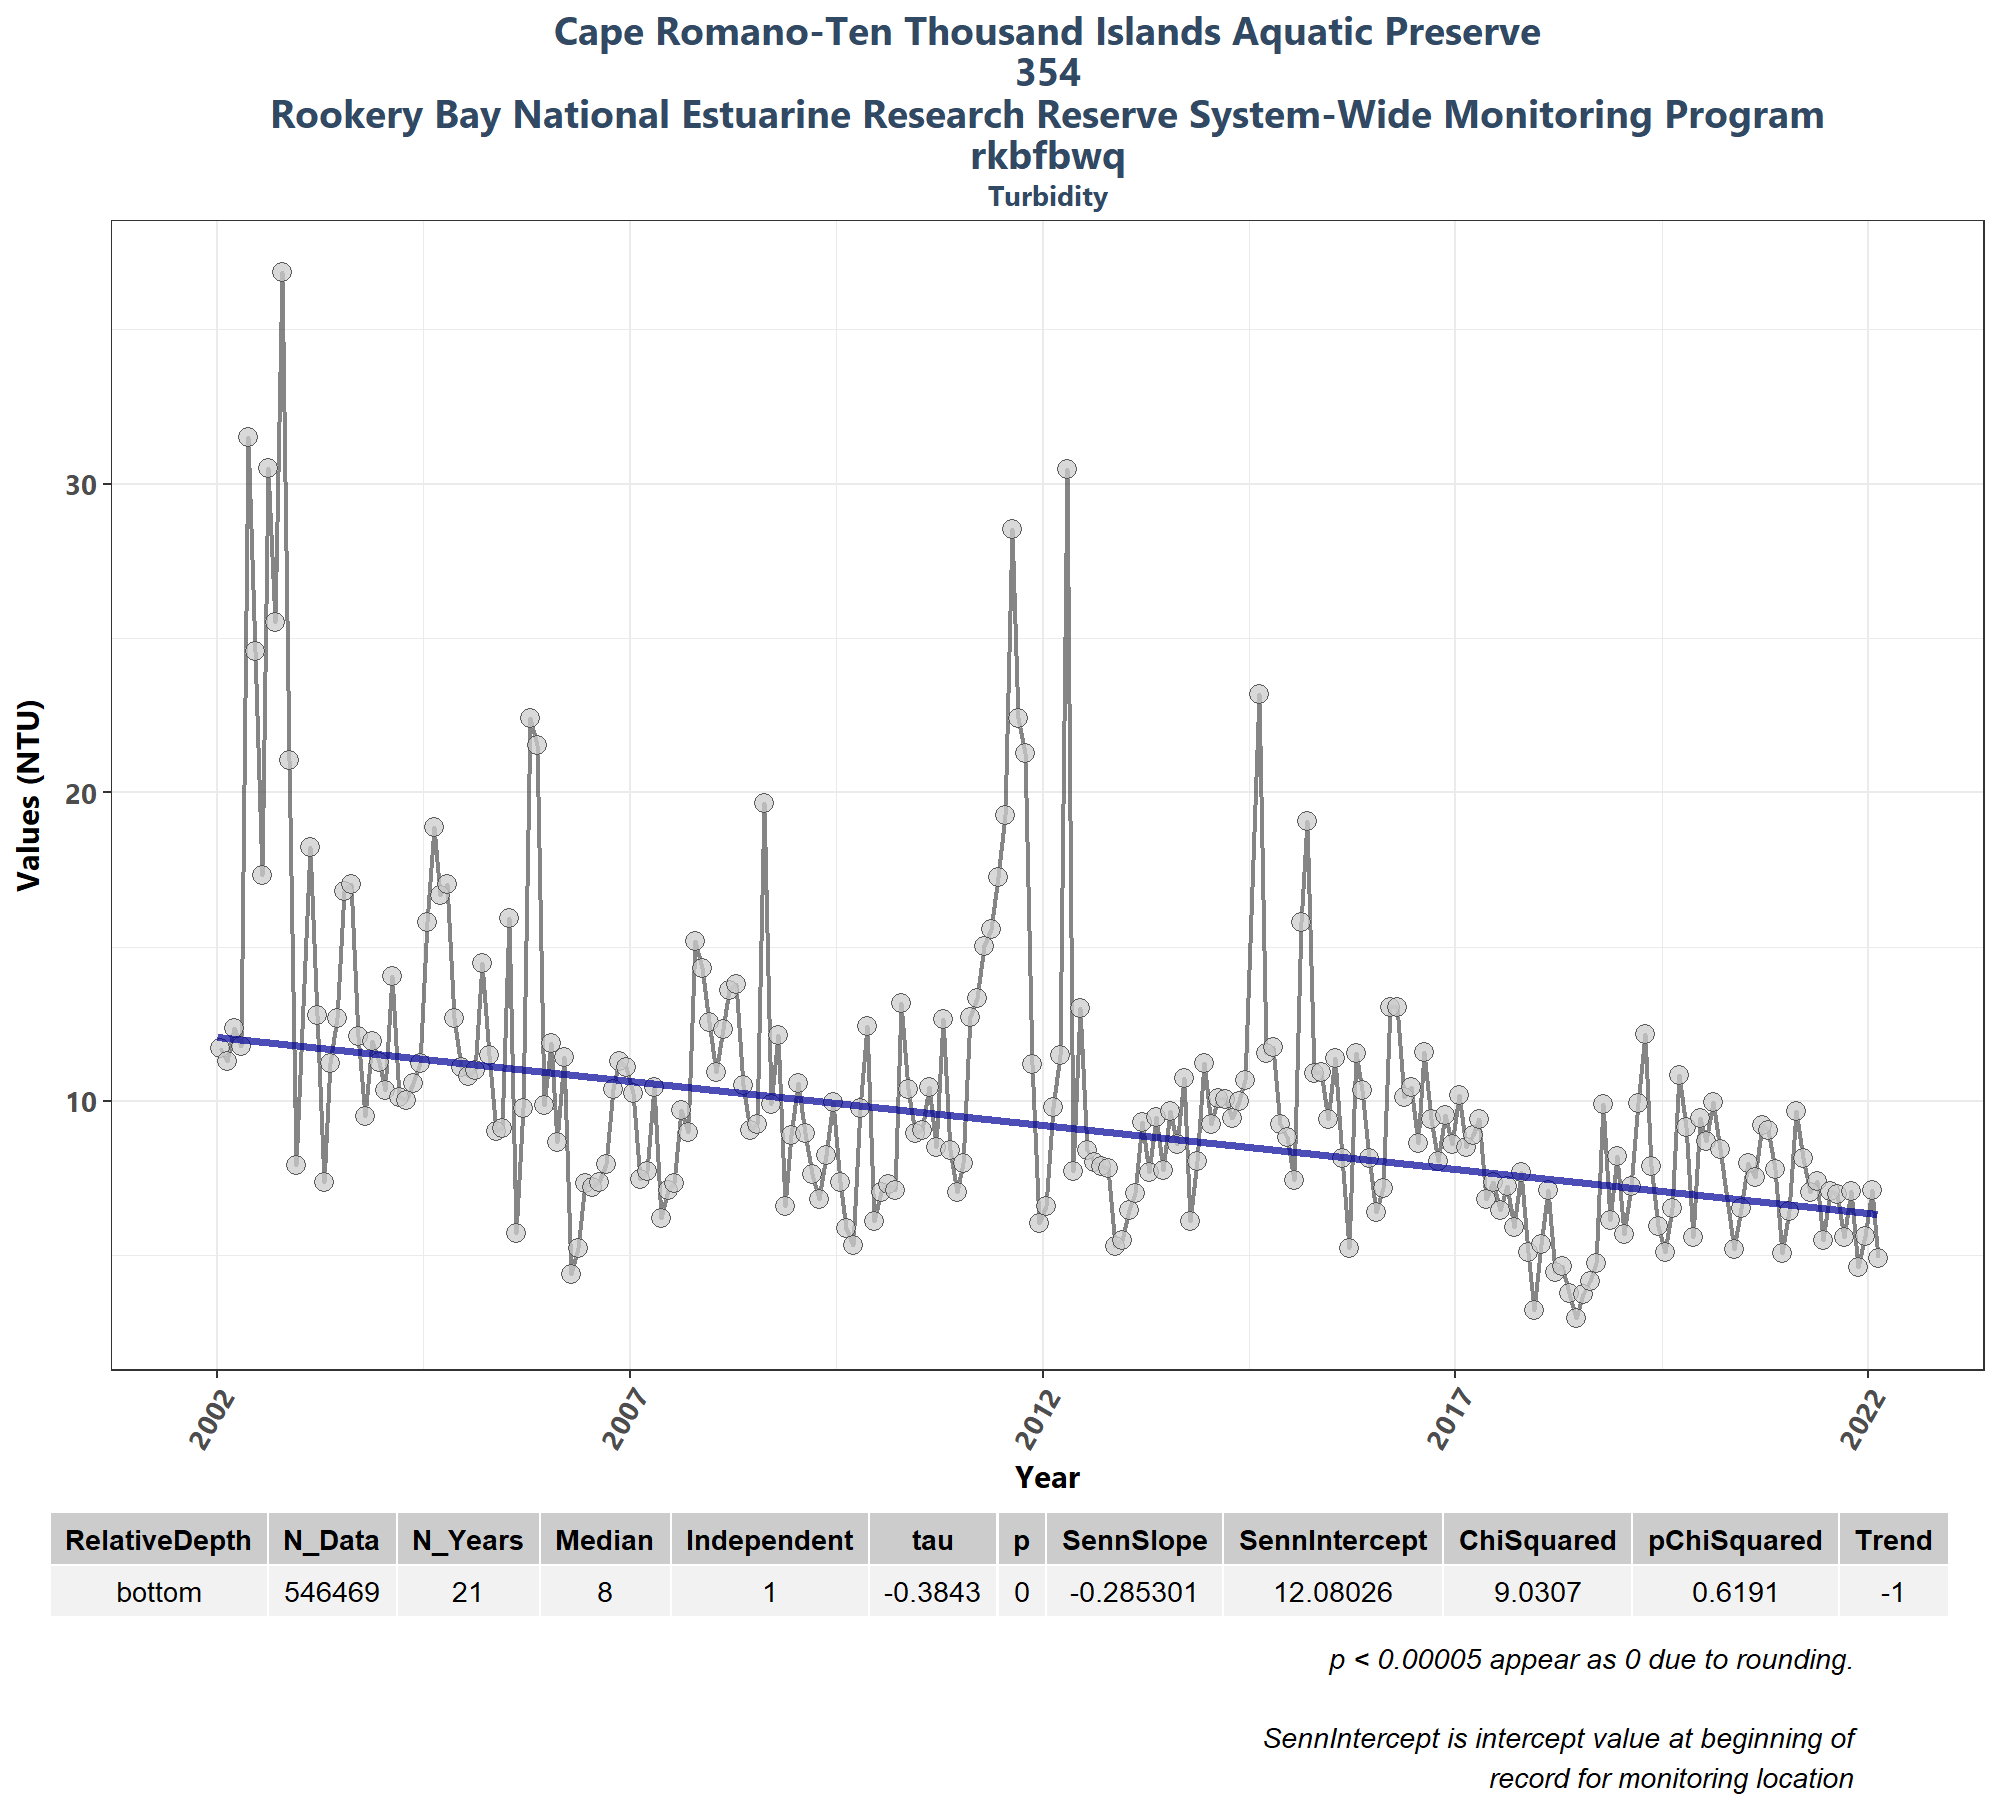 Cape Romano-Ten Thousand Islands Aquatic Preserve
354
Rookery Bay National Estuarine Research Reserve System-Wide Monitoring Program
rkbfbwq
Turbidity
Values (NTU)
30
20
10
2002 2007 2012 2017 2022
Year
RelativeDepth N_Data N_Years Median Independent tau p SennSlope SennIntercept ChiSquared pChiSquared Trend
bottom 546469 21 8 1 -0.3843 0 -0.285301 12.08026 9.0307 0.6191 -1
p < 0.00005 appear as 0 due to rounding.
SennIntercept is intercept value at beginning of
record for monitoring location